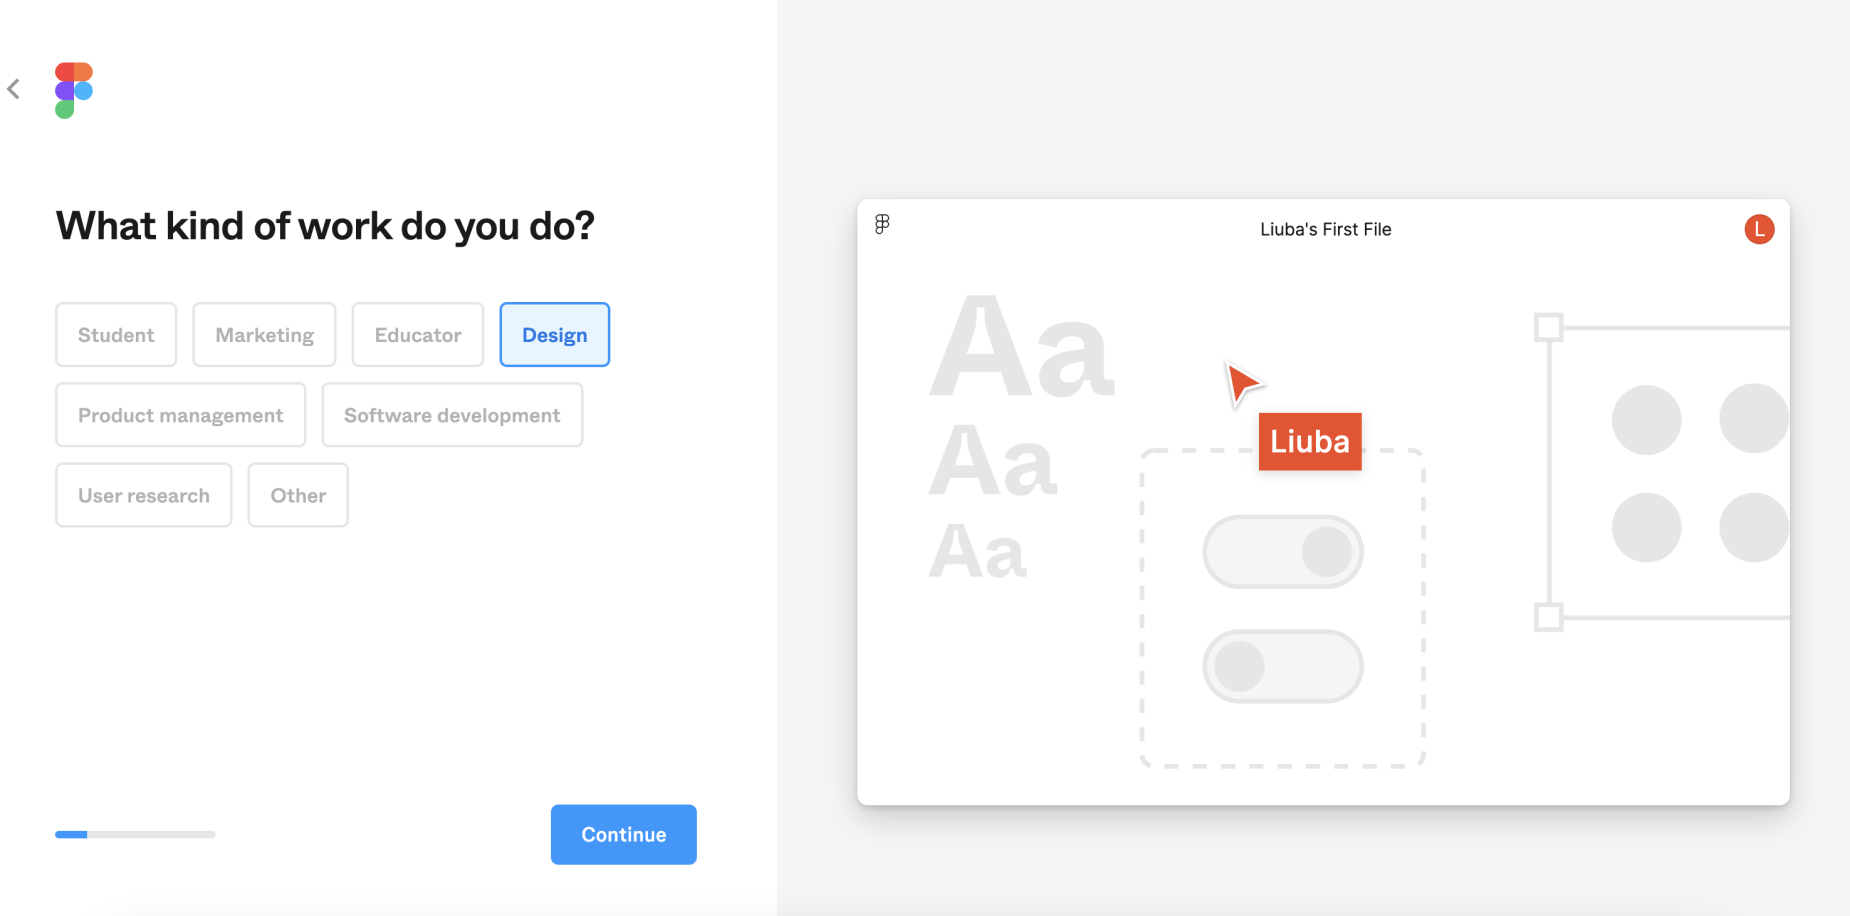 What kind of work do you do?
Student
Marketing
Educator
Design
Product management
Software development
User research
Other
Continue
Liuba's First File
L
Aa
Aa
Aa
Liuba